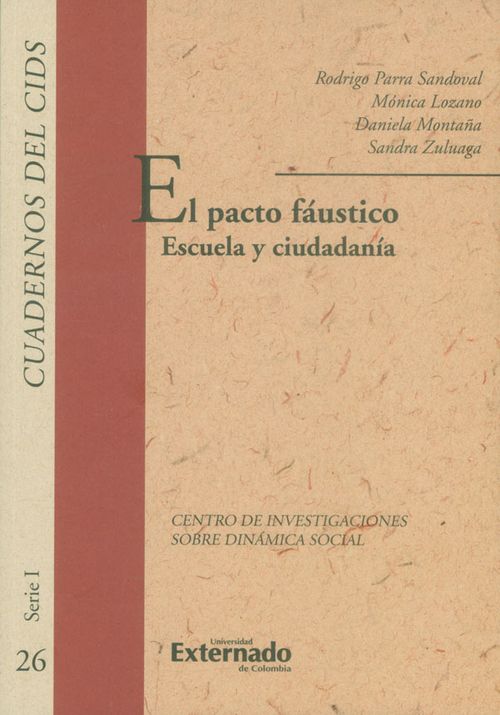 CUADERNOS DEL CIDS
Serie I
26
Rodrigo Parra Sandoval
Mónica Lozano
Daniela Montaña
Sandra Zuluaga
El pacto fáustico
Escuela y ciudadanía
CENTRO DE INVESTIGACIONES
SOBRE DINÁMICA SOCIAL
Universidad
Externado
de Colombia